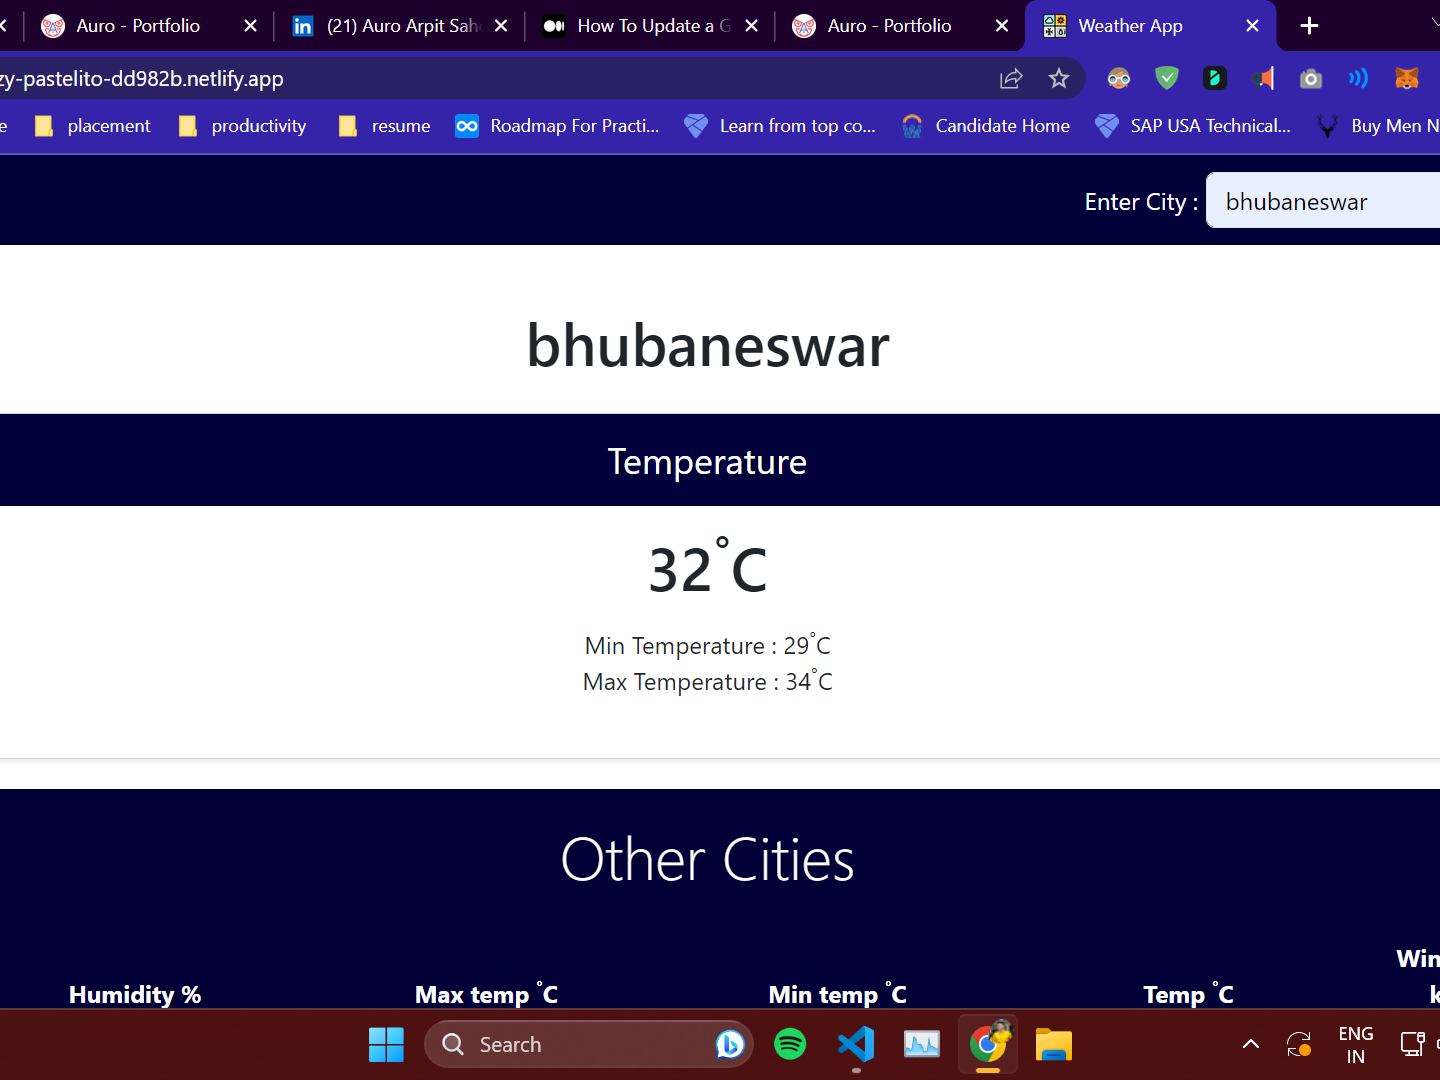 Auro - Portfolio
(21) Auro Arpit Saho
How To Update a G
Auro - Portfolio
Weather App
zy-pastelito-dd982b.netlify.app
e
placement
productivity
resume
Roadmap For Practi...
Learn from top co...
Candidate Home
SAP USA Technical...
Buy Men N
Enter City :
bhubaneswar
bhubaneswar
Temperature
32°C
Min Temperature : 29°C
Max Temperature : 34°C
Other Cities
Humidity %
Max temp °C
Min temp °C
Temp °C
Win
k
Search
ENG
IN